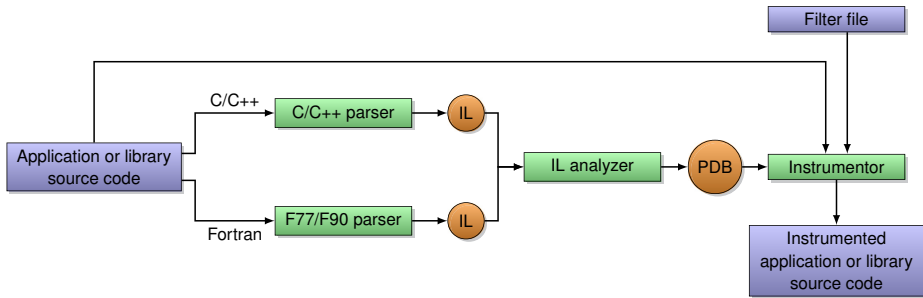 Filter file
C/C++
C/C++ parser
IL
Application or library
source code
IL analyzer
PDB
Instrumentor
Fortran
F77/F90 parser
IL
Instrumented
application or library
source code